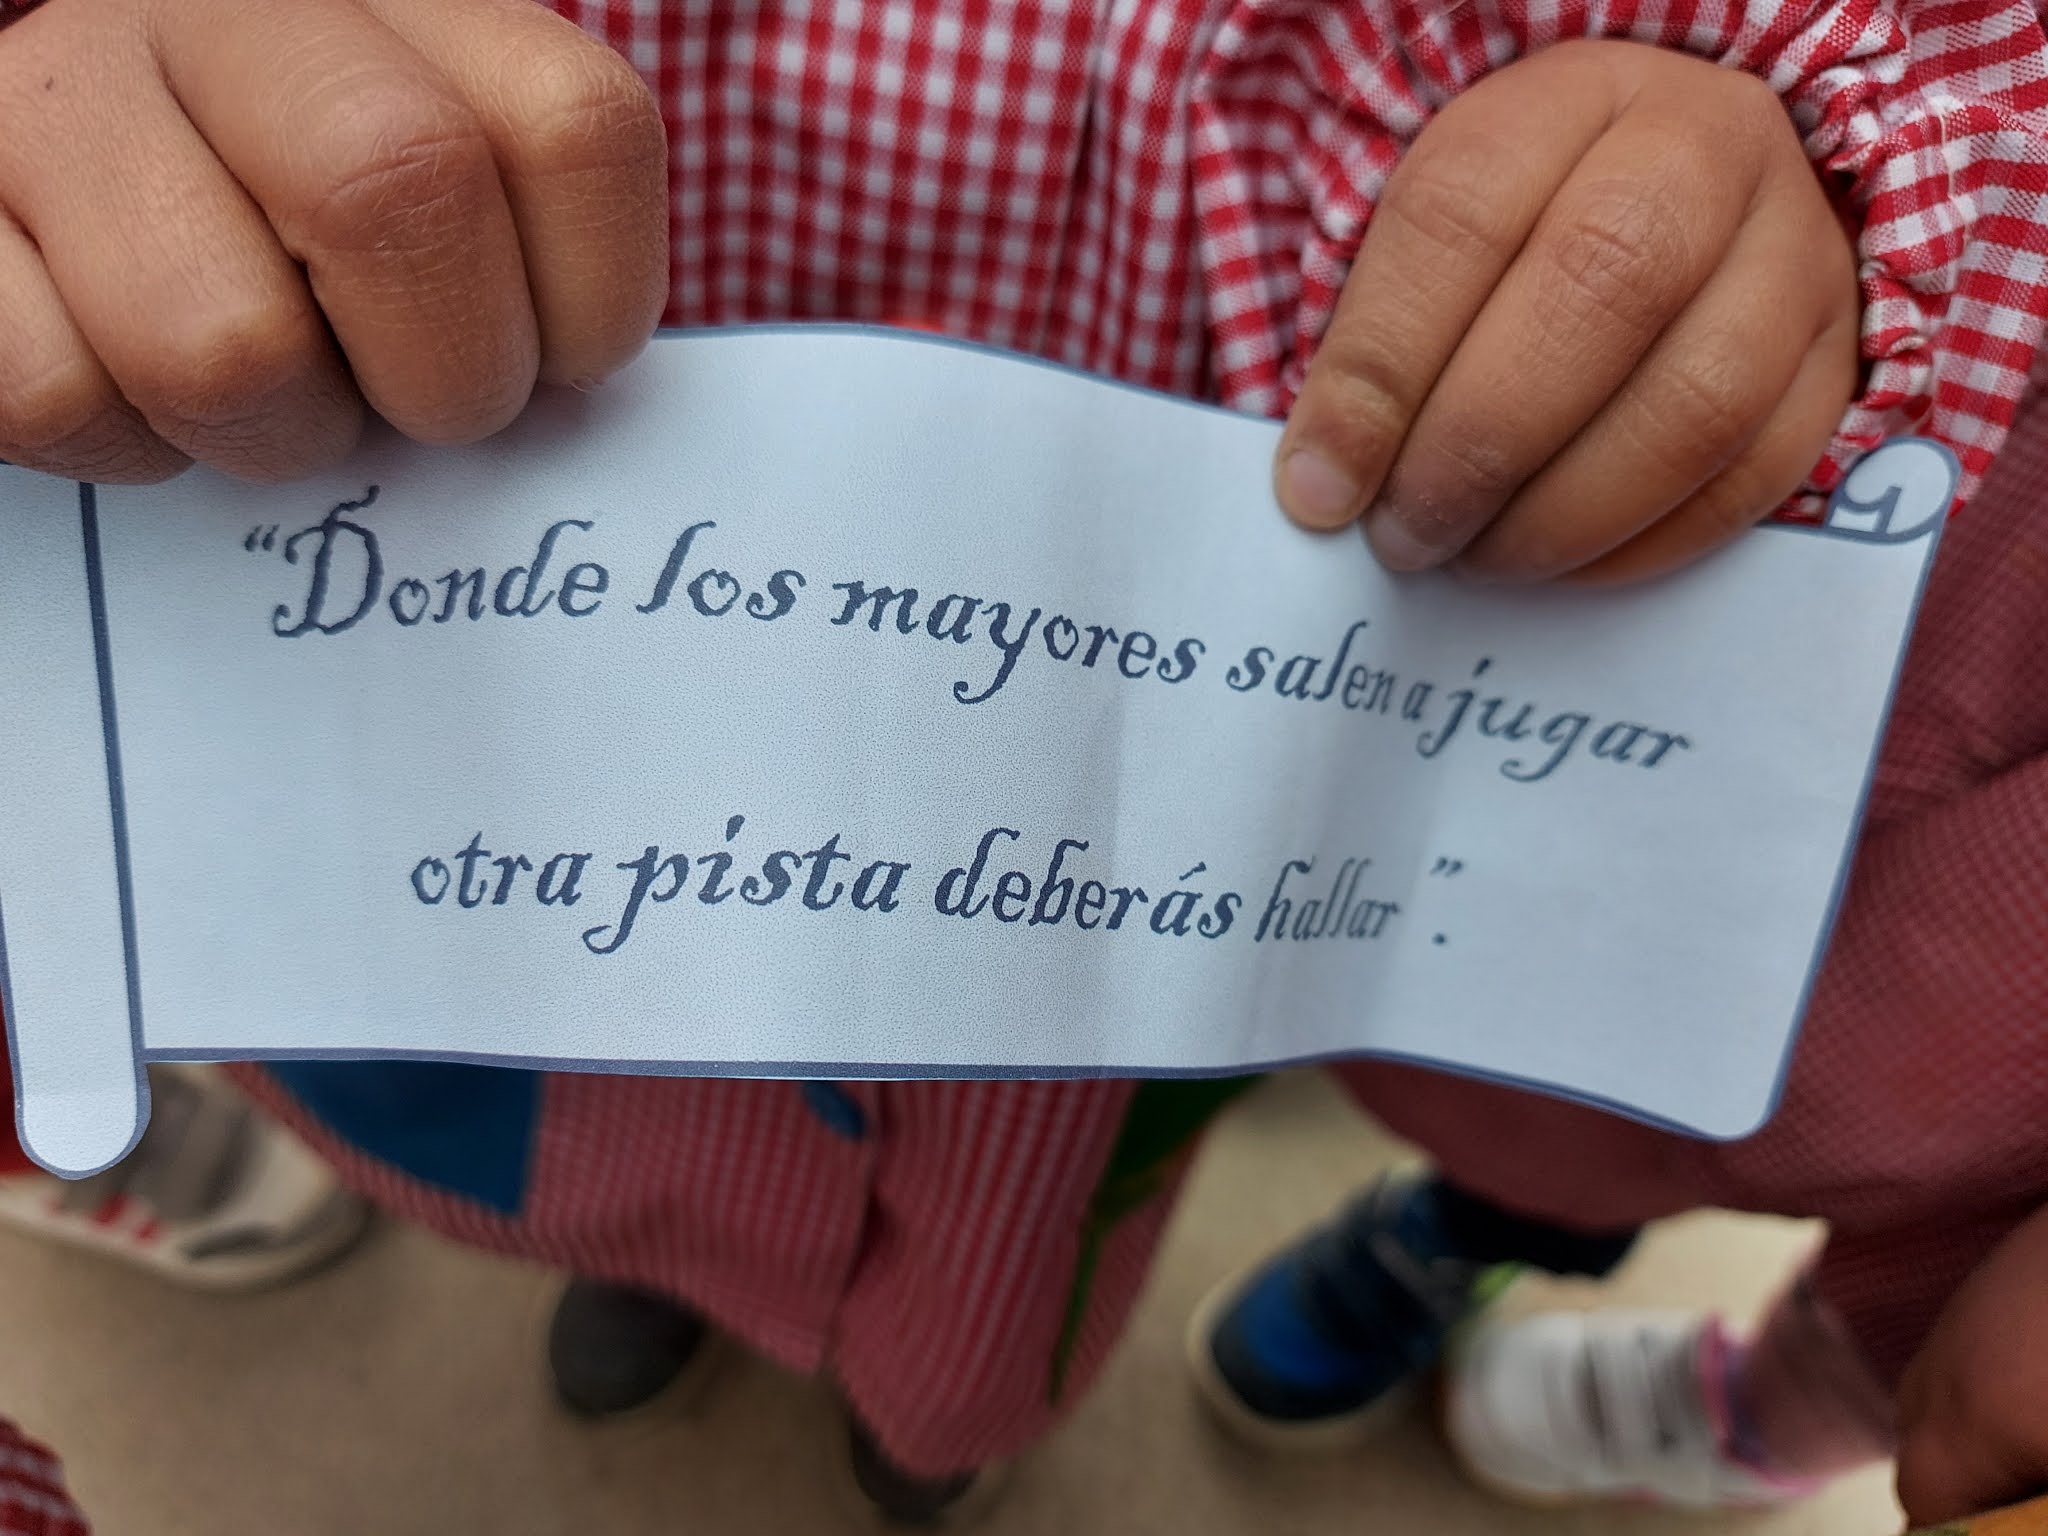 “Donde los mayores salen a jugar
otra pista deberás hallar”.